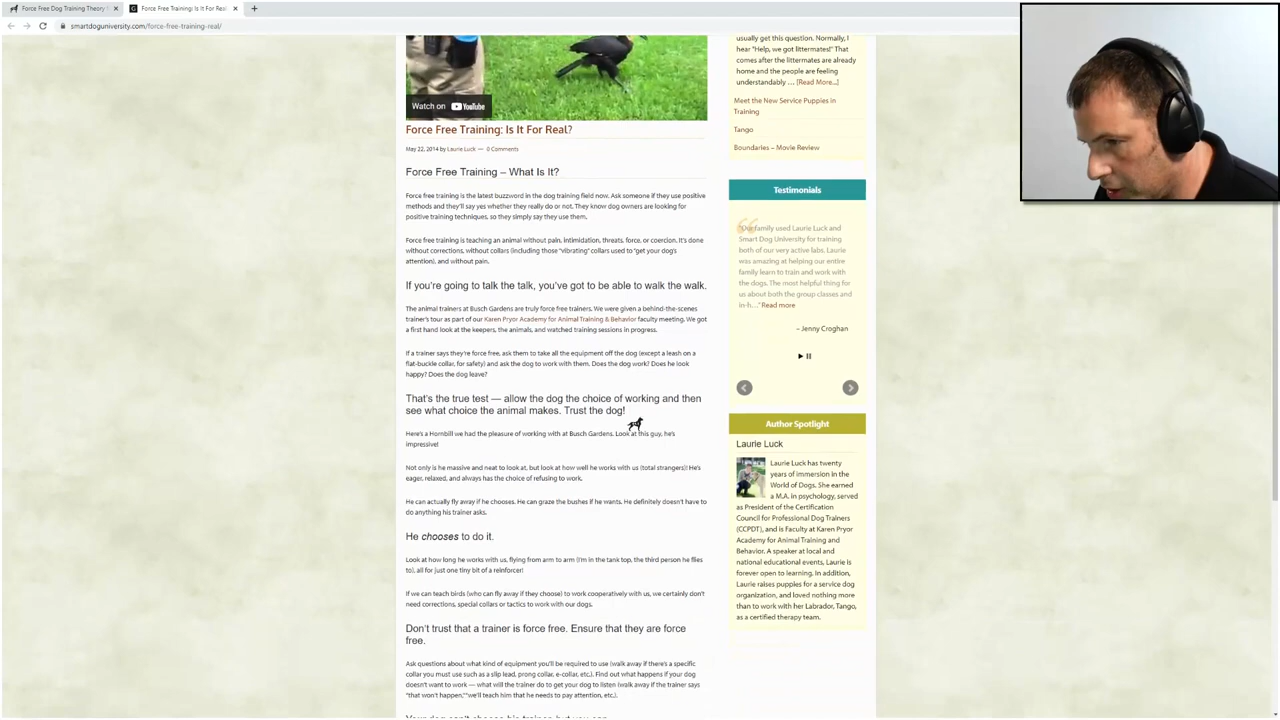 Force Free Dog Training Theory
Force Free Training: Is It For Real?
smartdoguniversity.com/force-free-training-real/
Watch on YouTube
Force Free Training: Is It For Real?
May 22, 2014 by Laurie Luck — 0 Comments
Force Free Training – What Is It?
Force free training is the latest buzzword in the dog training field now. Ask someone if they use positive
methods and they'll say yes whether they really do or not. They know dog owners are looking for
positive training techniques, so they simply say they use them.
Force free training is teaching an animal without pain, intimidation, threats, force, or coercion. It's done
without corrections, without collars (including those "vibrating" collars used to "get your dog's
attention), and without pain.
If you're going to talk the talk, you've got to be able to walk the walk.
The animal trainers at Busch Gardens are truly force free trainers. We were given a behind-the-scenes
trainer's tour as part of our Karen Pryor Academy for Animal Training & Behavior faculty meeting. We got
a first hand look at the keepers, the animals, and watched training sessions in progress.
If a trainer says they're force free, ask them to take all the equipment off the dog (except a leash on a
flat-buckle collar, for safety) and ask the dog to work with them. Does the dog work? Does he look
happy? Does the dog leave?
That's the true test — allow the dog the choice of working and then
see what choice the animal makes. Trust the dog!
Here's a Hornbill we had the pleasure of working with at Busch Gardens. Look at this guy, he's
impressive!
Not only is he massive and neat to look at, but look at how well he works with us (total strangers)! He's
eager, relaxed, and always has the choice of refusing to work.
He can actually fly away if he chooses. He can graze the bushes if he wants. He definitely doesn't have to
do anything his trainer asks.
He chooses to do it.
Look at how long he works with us, flying from arm to arm (I'm in the tank top, the third person he flies
to), all for just one tiny bit of a reinforcer!
If we can teach birds (who can fly away if they choose) to work cooperatively with us, we certainly don't
need corrections, special collars or tactics to work with our dogs.
Don't trust that a trainer is force free. Ensure that they are force
free.
Ask questions about what kind of equipment you'll be required to use (walk away if there's a specific
collar you must use such as a slip lead, prong collar, e-collar, etc.). Find out what happens if your dog
doesn't want to work — what will the trainer do to get your dog to listen (walk away if the trainer says
"that won't happen," "we'll teach him that he needs to pay attention, etc.).
usually get this question. Normally, I
hear "Help, we got littermates!" That
comes after the littermates are already
home and the people are feeling
understandably … [Read More...]
Meet the New Service Puppies in
Training
Tango
Boundaries – Movie Review
Testimonials
"Our family used Laurie Luck and
Smart Dog University for training
both of our very active labs. Laurie
was amazing at helping our entire
family learn to train and work with
the dogs. The most helpful thing for
us about both the group classes and
in-h…" Read more
– Jenny Croghan
Author Spotlight
Laurie Luck
Laurie Luck has twenty
years of immersion in the
World of Dogs. She earned
a M.A. in psychology, served
as President of the Certification
Council for Professional Dog Trainers
(CCPDT), and is Faculty at Karen Pryor
Academy for Animal Training and
Behavior. A speaker at local and
national educational events, Laurie is
forever open to learning. In addition,
Laurie raises puppies for a service dog
organization, and loved nothing more
than to work with her Labrador, Tango,
as a certified therapy team.